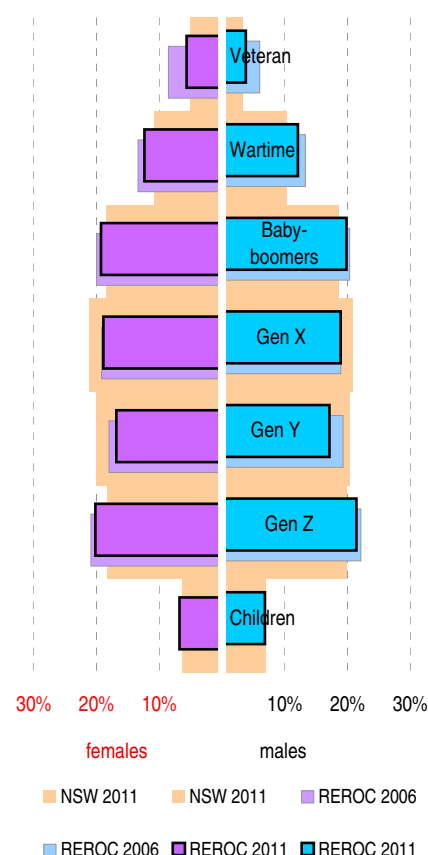 Veteran
Wartime
Baby-
boomers
Gen X
Gen Y
Gen Z
Children
30% 20% 10% 10% 20% 30%
females males
NSW 2011 NSW 2011 REROC 2006
REROC 2006 REROC 2011 REROC 2011